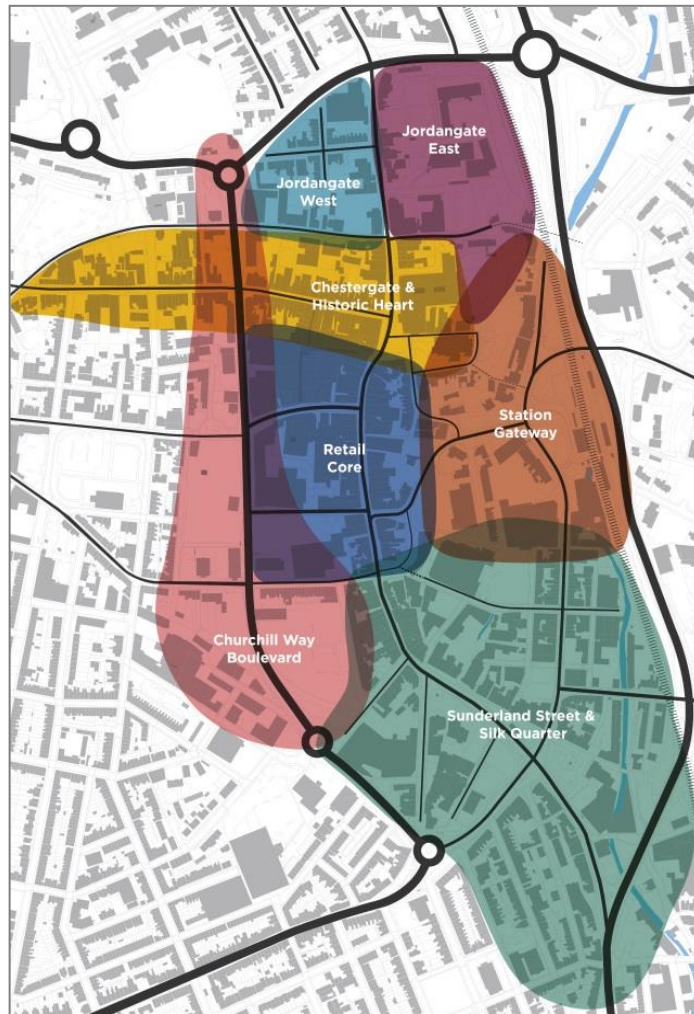 Jordangate
East
Jordangate
West
Chestergate &
Historic Heart
Station
Gateway
Retail
Core
Churchill Way
Boulevard
Sunderland Street &
Silk Quarter